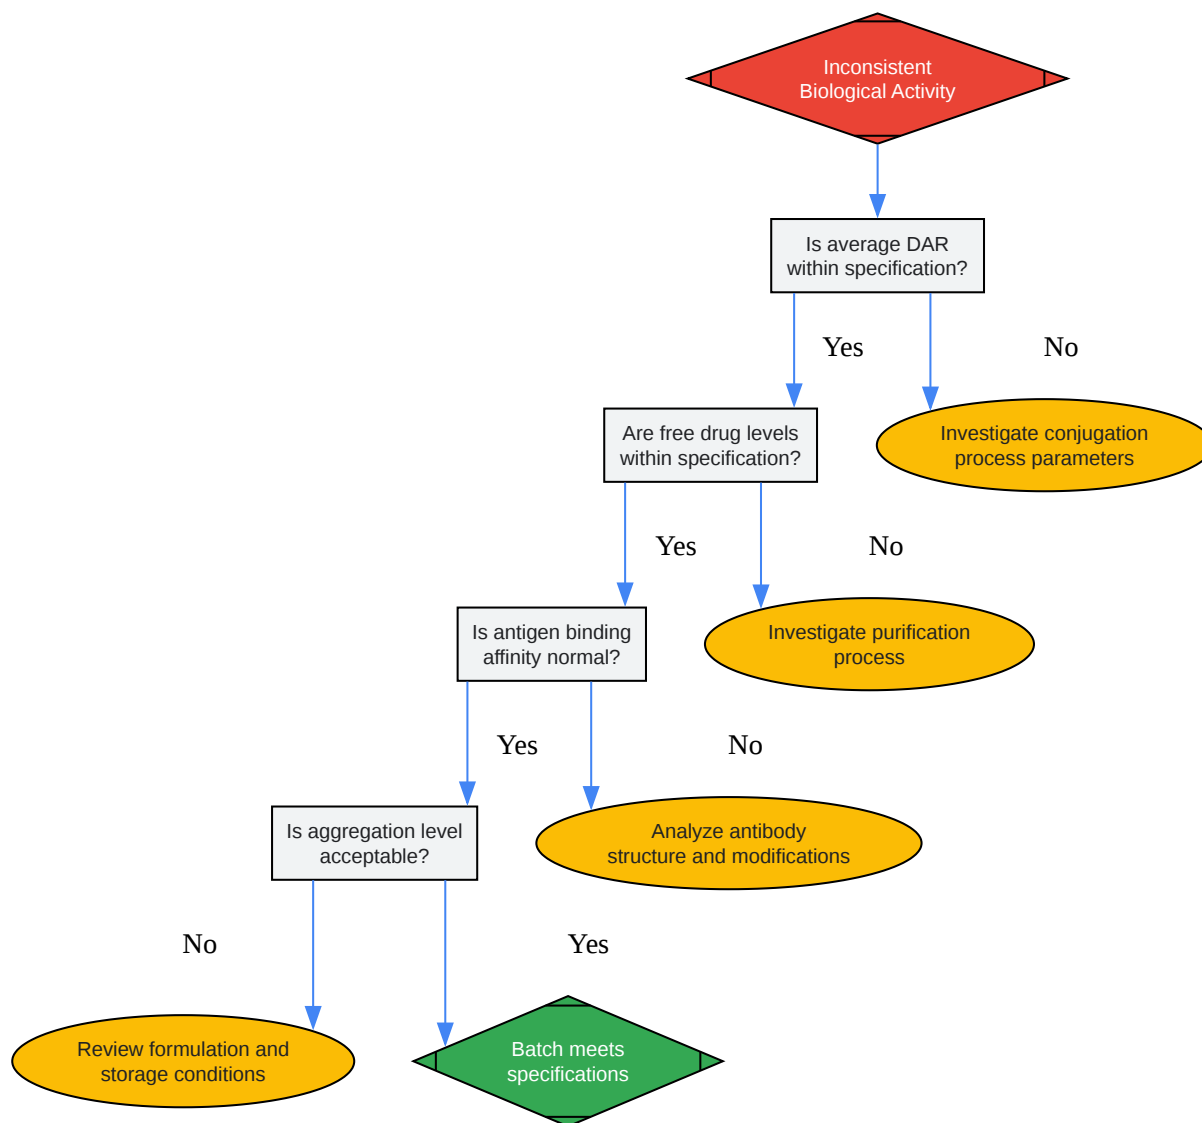 Inconsistent
Biological Activity
Is average DAR
within specification?
Yes
No
Are free drug levels
within specification?
Investigate conjugation
process parameters
Yes
No
Is antigen binding
affinity normal?
Investigate purification
process
Yes
No
Is aggregation level
acceptable?
Analyze antibody
structure and modifications
No
Yes
Review formulation and
storage conditions
Batch meets
specifications